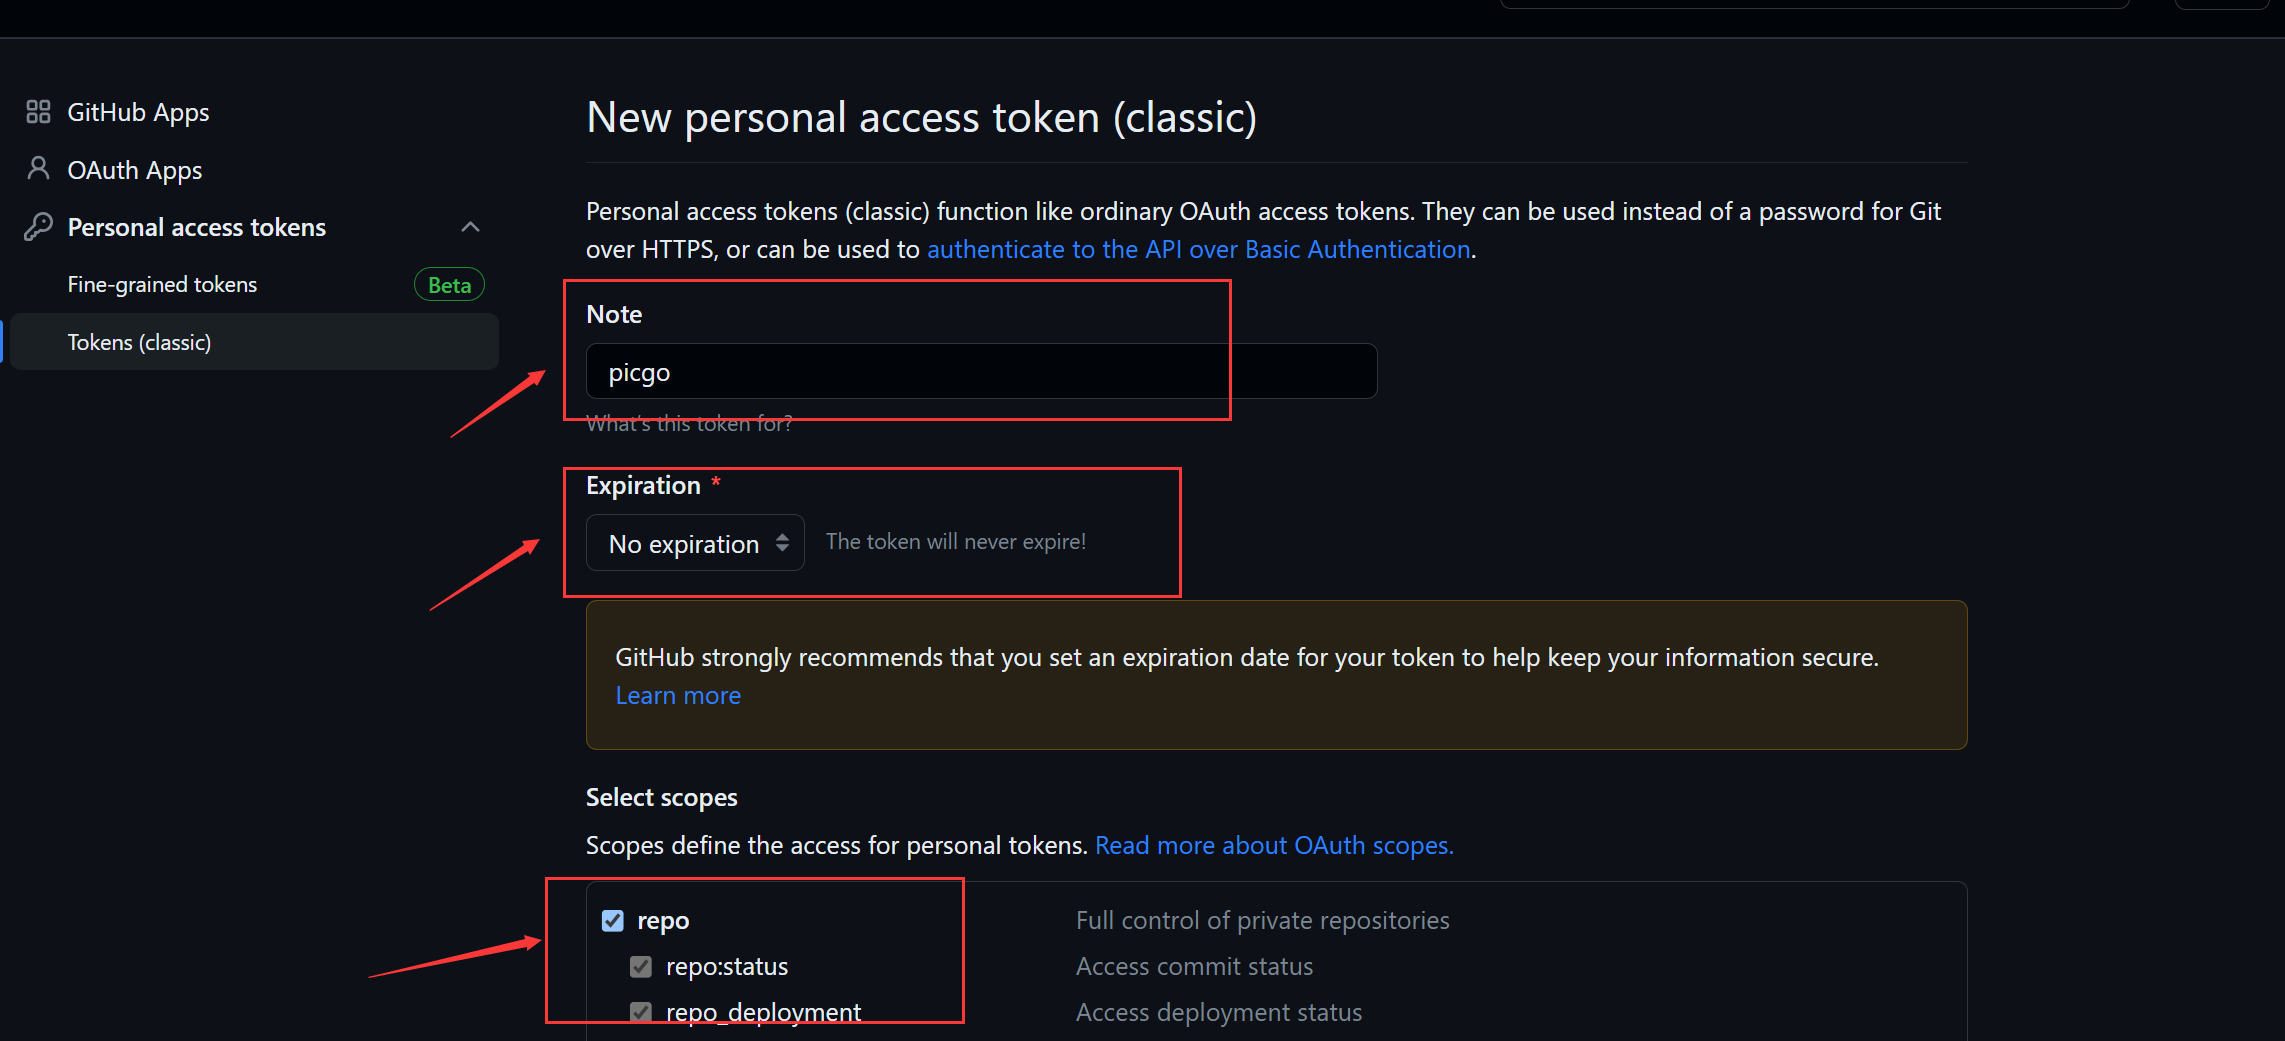 GitHub Apps
OAuth Apps
Personal access tokens
Fine-grained tokens Beta
Tokens (classic)
New personal access token (classic)
Personal access tokens (classic) function like ordinary OAuth access tokens. They can be used instead of a password for Git
over HTTPS, or can be used to authenticate to the API over Basic Authentication.
Note
picgo
What's this token for?
Expiration *
No expiration The token will never expire!
GitHub strongly recommends that you set an expiration date for your token to help keep your information secure.
Learn more
Select scopes
Scopes define the access for personal tokens. Read more about OAuth scopes.
repo Full control of private repositories
repo:status Access commit status
repo_deployment Access deployment status